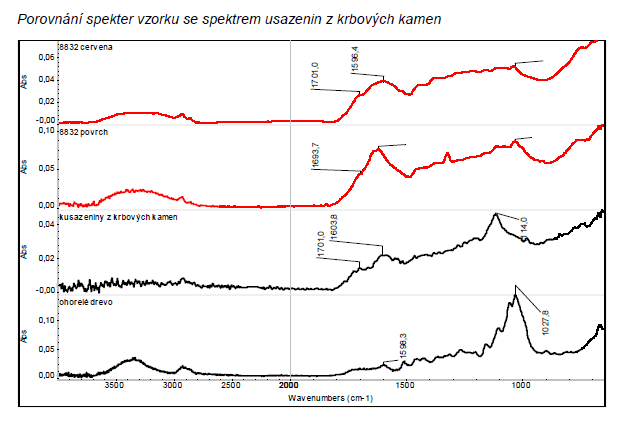 Porovnání spekter vzorku se spektrem usazenin z krbových kamen
8832 cervena
0,06
0,04
0,02
-0,00
Abs
1701,0
1596,4
8832 povrch
0,10
0,05
0,00
Abs
1693,7
kusazeniny z krbových kamen
0,04
0,02
-0,00
Abs
1701,0
1603,8
1114,0
ohorelé drevo
0,10
0,05
0,00
Abs
1598,3
1027,8
3500 3000 2500 2000 1500 1000
Wavenumbers (cm-1)